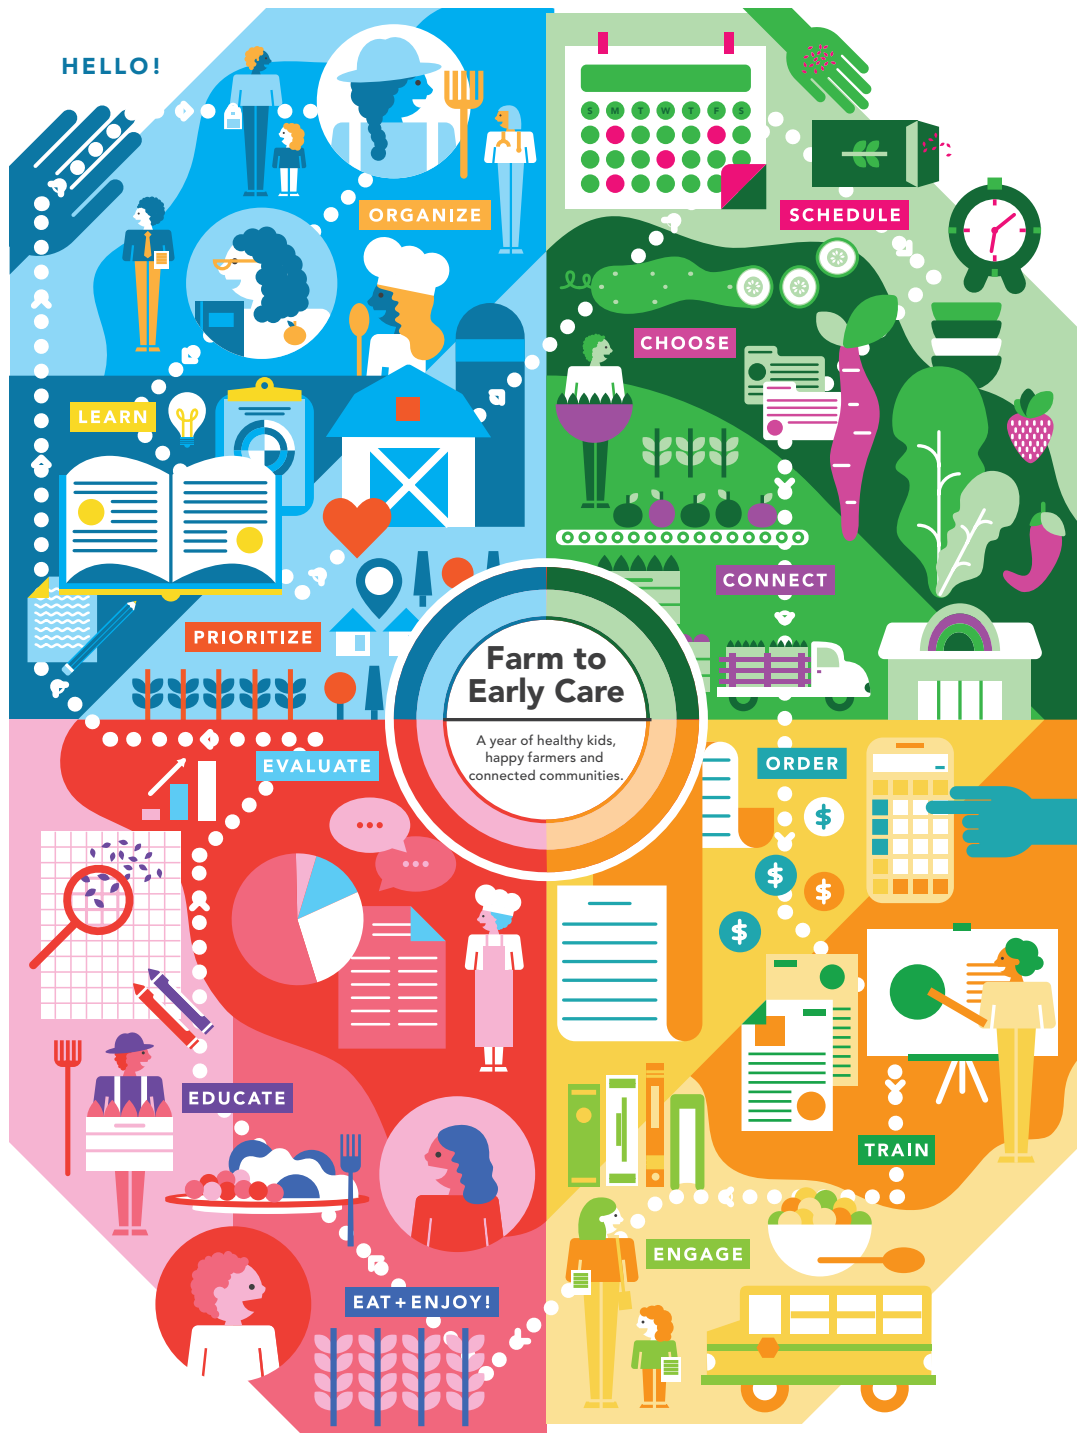 HELLO!
ORGANIZE
S M T W T F S
SCHEDULE
CHOOSE
LEARN
CONNECT
PRIORITIZE
Farm to
Early Care
A year of healthy kids,
happy farmers and
connected communities.
EVALUATE
ORDER
$
$
$
$
EDUCATE
TRAIN
ENGAGE
EAT+ENJOY!